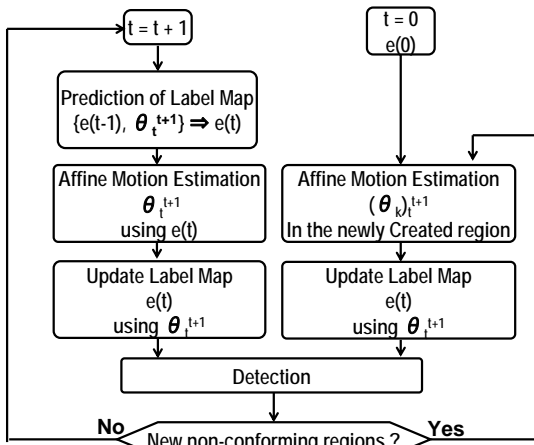 t = t + 1
Prediction of Label Map
{e(t-1), θ_t^{t+1}} ⇒ e(t)
Affine Motion Estimation
θ_t^{t+1}
using e(t)
Update Label Map
e(t)
using θ_t^{t+1}
t = 0
e(0)
Affine Motion Estimation
(θ_k)_t^{t+1}
In the newly Created region
Update Label Map
e(t)
using θ_t^{t+1}
Detection
No
New non-conforming regions ?
Yes